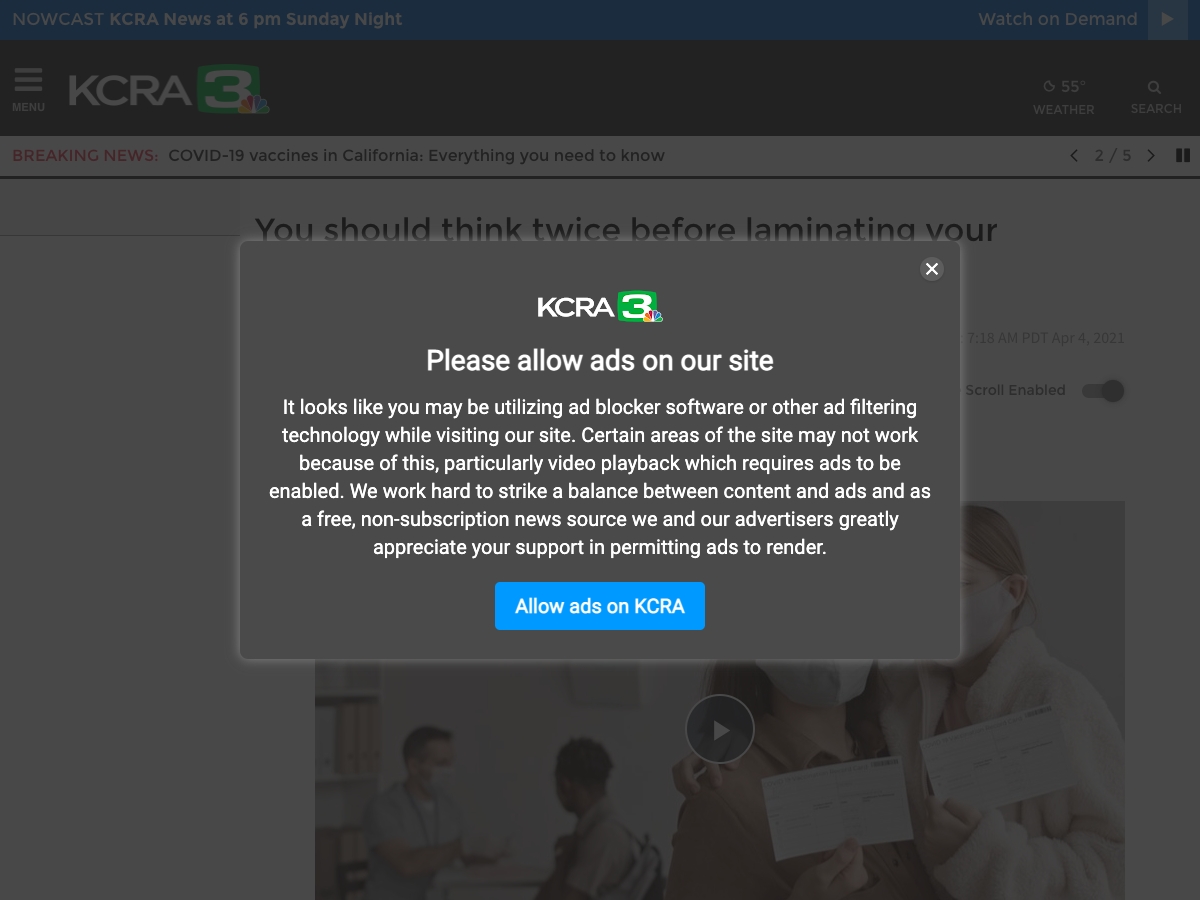 NOWCAST KCRA News at 6 pm Sunday Night
Watch on Demand
MENU
KCRA 3
55°
WEATHER
SEARCH
BREAKING NEWS: COVID-19 vaccines in California: Everything you need to know
2 / 5
You should think twice before laminating your
KCRA 3
Please allow ads on our site
7:18 AM PDT Apr 4, 2021
Scroll Enabled
It looks like you may be utilizing ad blocker software or other ad filtering
technology while visiting our site. Certain areas of the site may not work
because of this, particularly video playback which requires ads to be
enabled. We work hard to strike a balance between content and ads and as
a free, non-subscription news source we and our advertisers greatly
appreciate your support in permitting ads to render.
Allow ads on KCRA